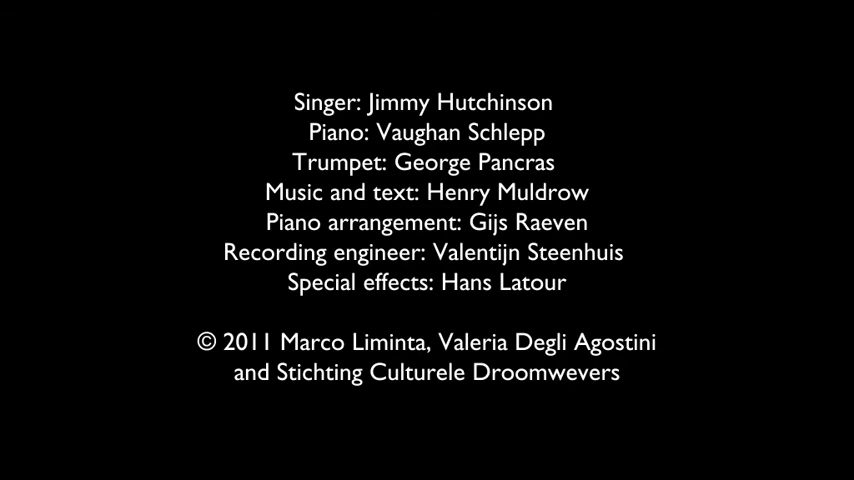 Singer: Jimmy Hutchinson
Piano: Vaughan Schlepp
Trumpet: George Pancras
Music and text: Henry Muldrow
Piano arrangement: Gijs Raeven
Recording engineer: Valentijn Steenhuis
Special effects: Hans Latour
© 2011 Marco Liminta, Valeria Degli Agostini
and Stichting Culturele Droomwevers